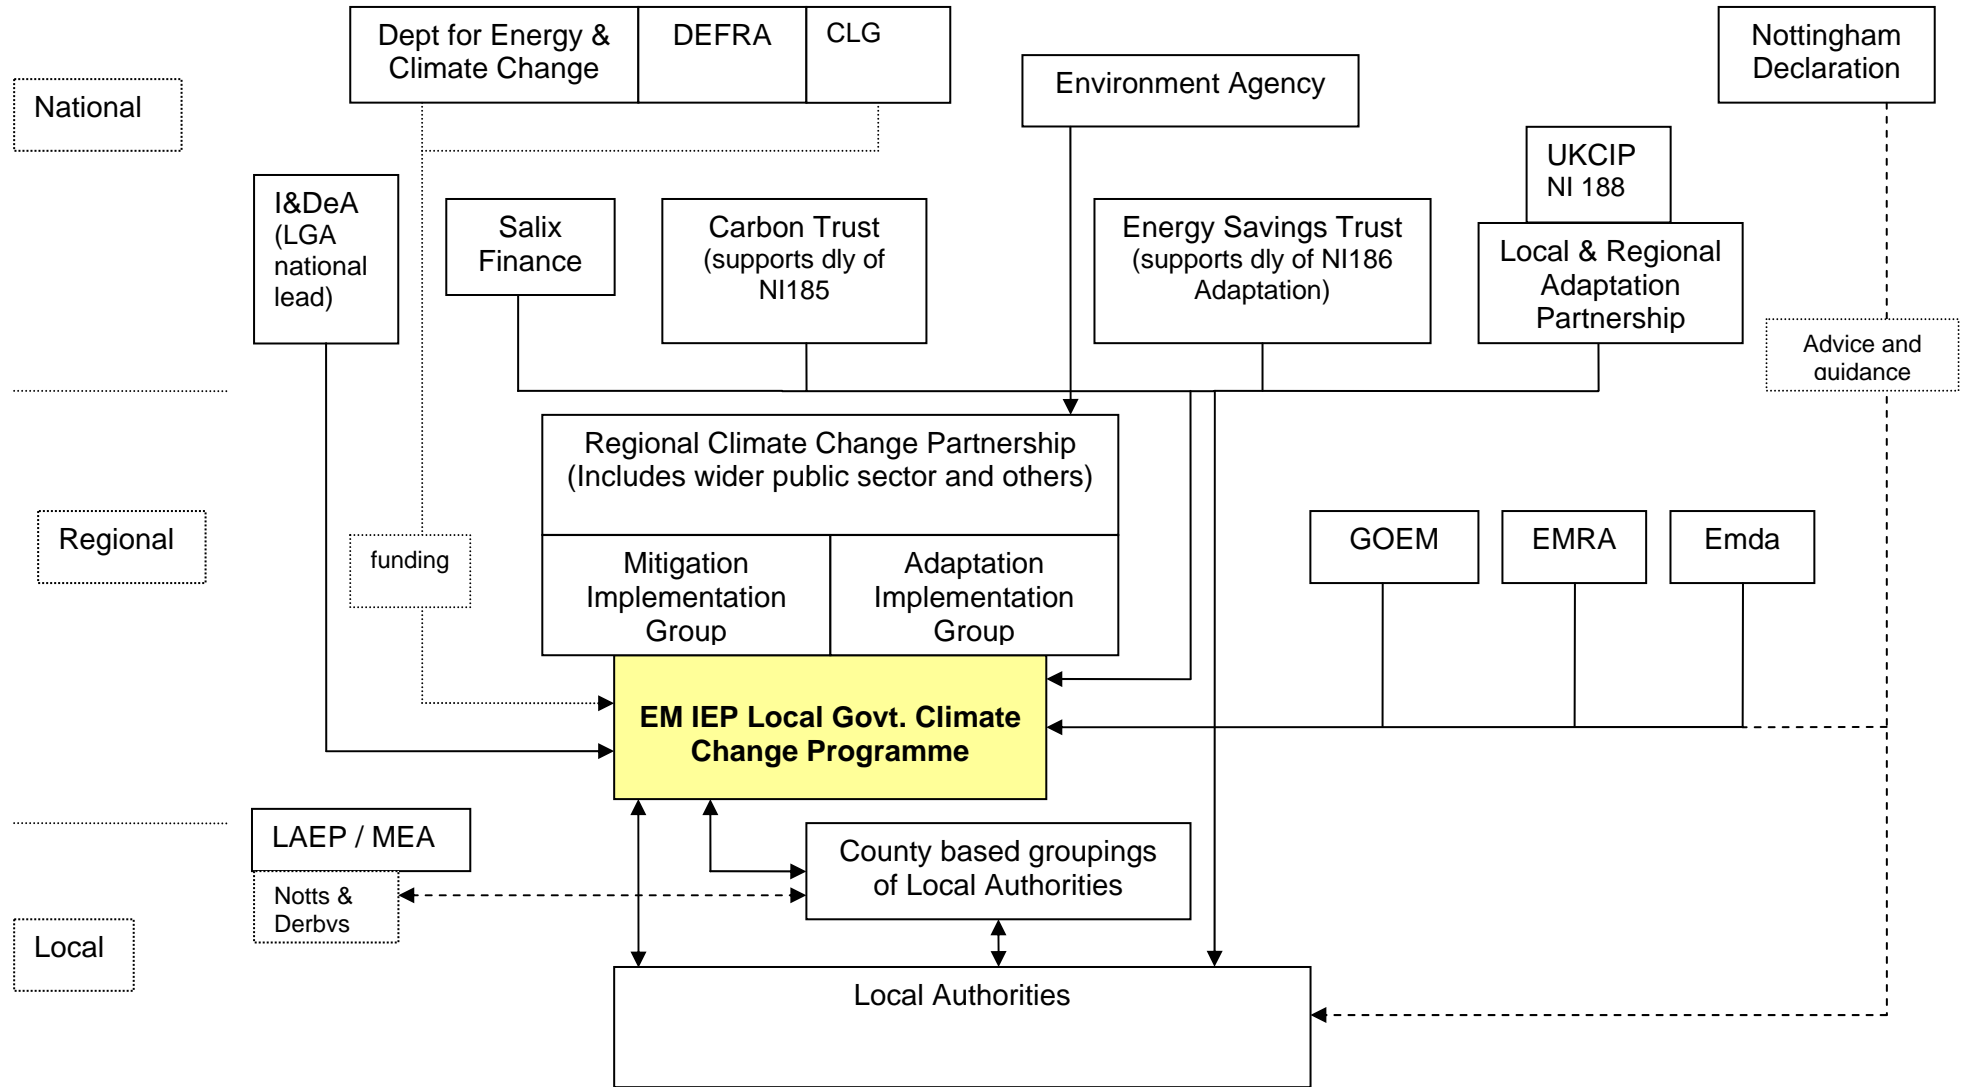 Dept for Energy &
Climate Change
DEFRA
CLG
Nottingham
Declaration
Environment Agency
National
UKCIP
NI 188
I&DeA
(LGA
national
lead)
Salix
Finance
Carbon Trust
(supports dly of
NI185
Energy Savings Trust
(supports dly of NI186
Adaptation)
Local & Regional
Adaptation
Partnership
Advice and
guidance
Regional Climate Change Partnership
(Includes wider public sector and others)
Regional
funding
Mitigation
Implementation
Group
Adaptation
Implementation
Group
GOEM
EMRA
Emda
EM IEP Local Govt. Climate
Change Programme
LAEP / MEA
Notts &
Derbys
County based groupings
of Local Authorities
Local
Local Authorities